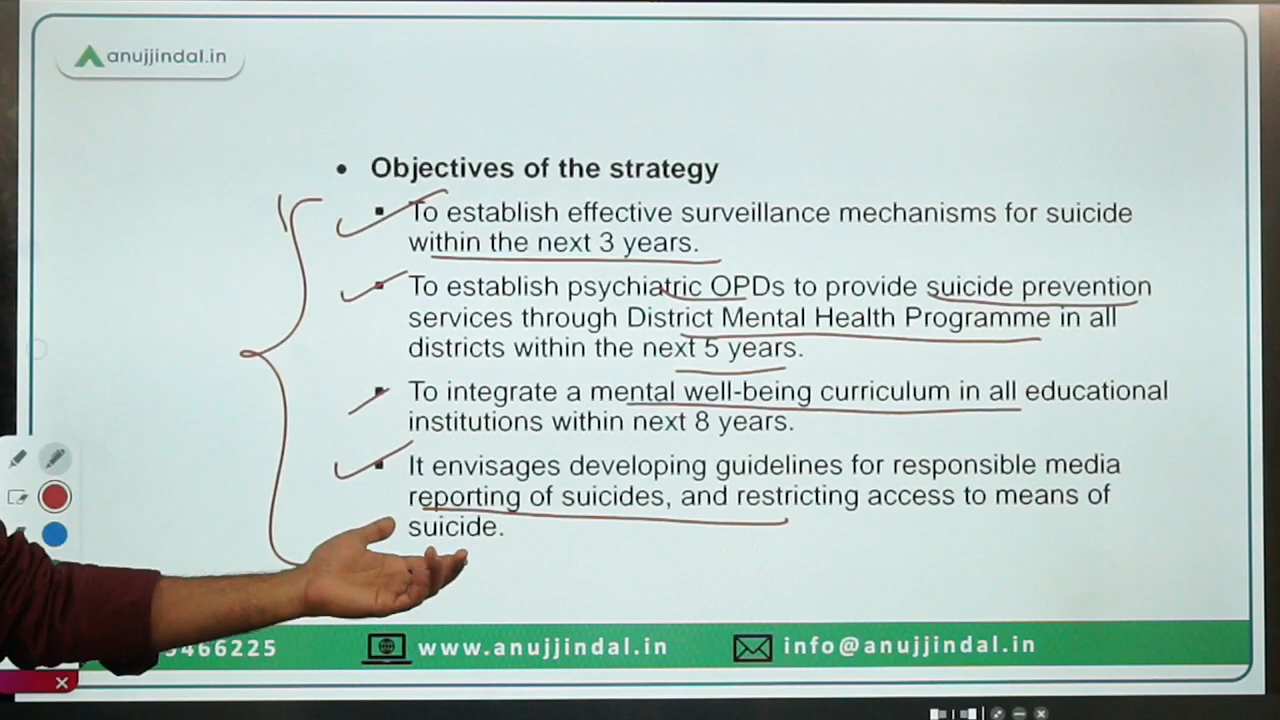 anujjindal.in
• Objectives of the strategy
▪ To establish effective surveillance mechanisms for suicide
within the next 3 years.
▪ To establish psychiatric OPDs to provide suicide prevention
services through District Mental Health Programme in all
districts within the next 5 years.
▪ To integrate a mental well-being curriculum in all educational
institutions within next 8 years.
▪ It envisages developing guidelines for responsible media
reporting of suicides, and restricting access to means of
suicide.
466225 www.anujjindal.in info@anujjindal.in